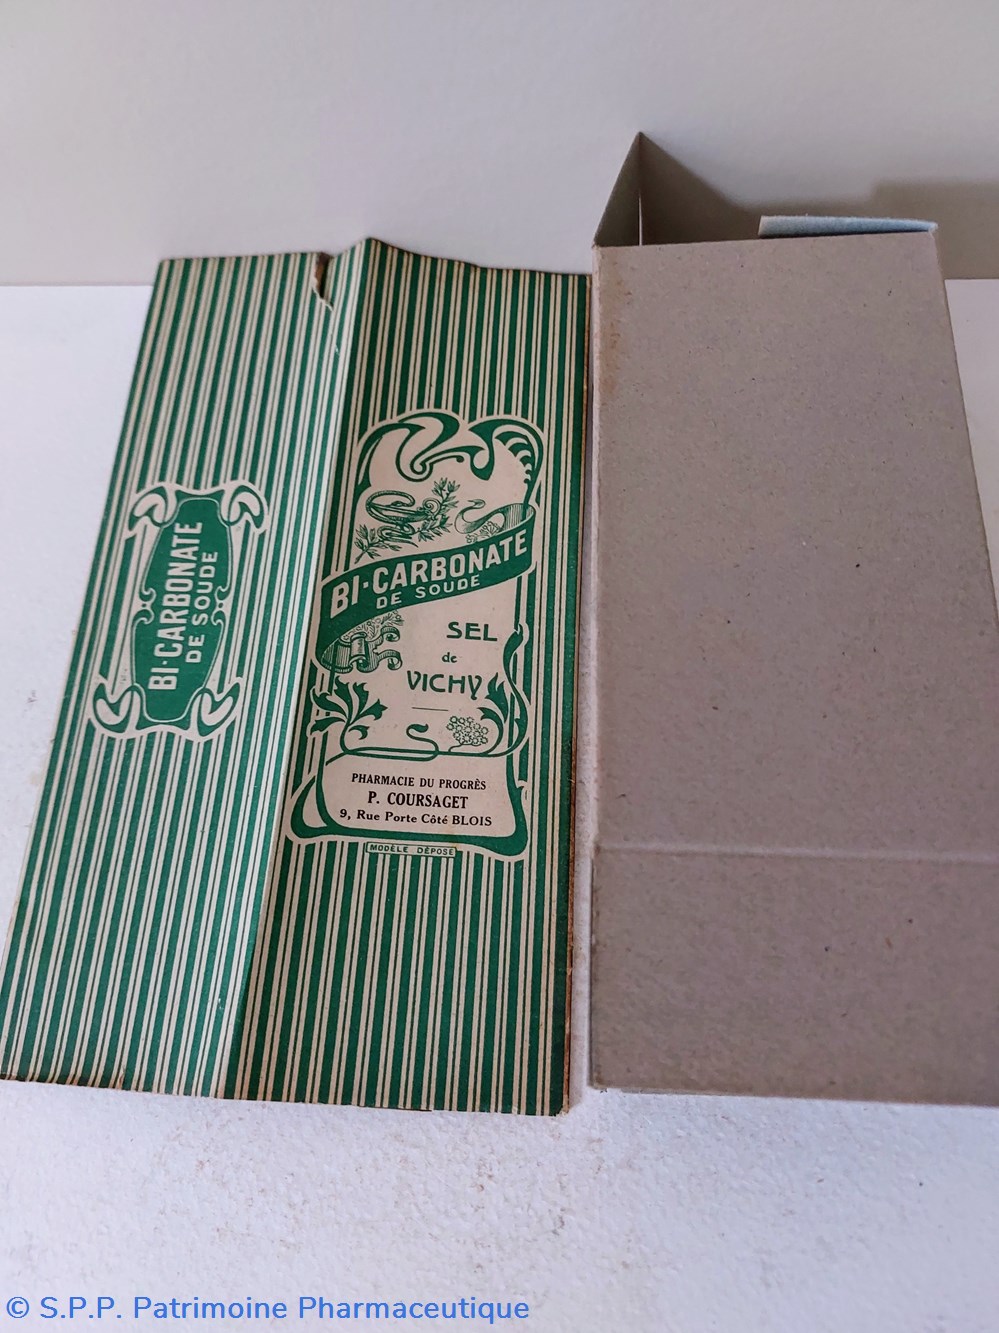 BI-CARBONATE
DE SOUDE
BI-CARBONATE
DE SOUDE
SEL
de
VICHY
PHARMACIE DU PROGRÈS
P. COURSAGET
9, Rue Porte Côté BLOIS
MODÈLE DÉPOSÉ
© S.P.P. Patrimoine Pharmaceutique